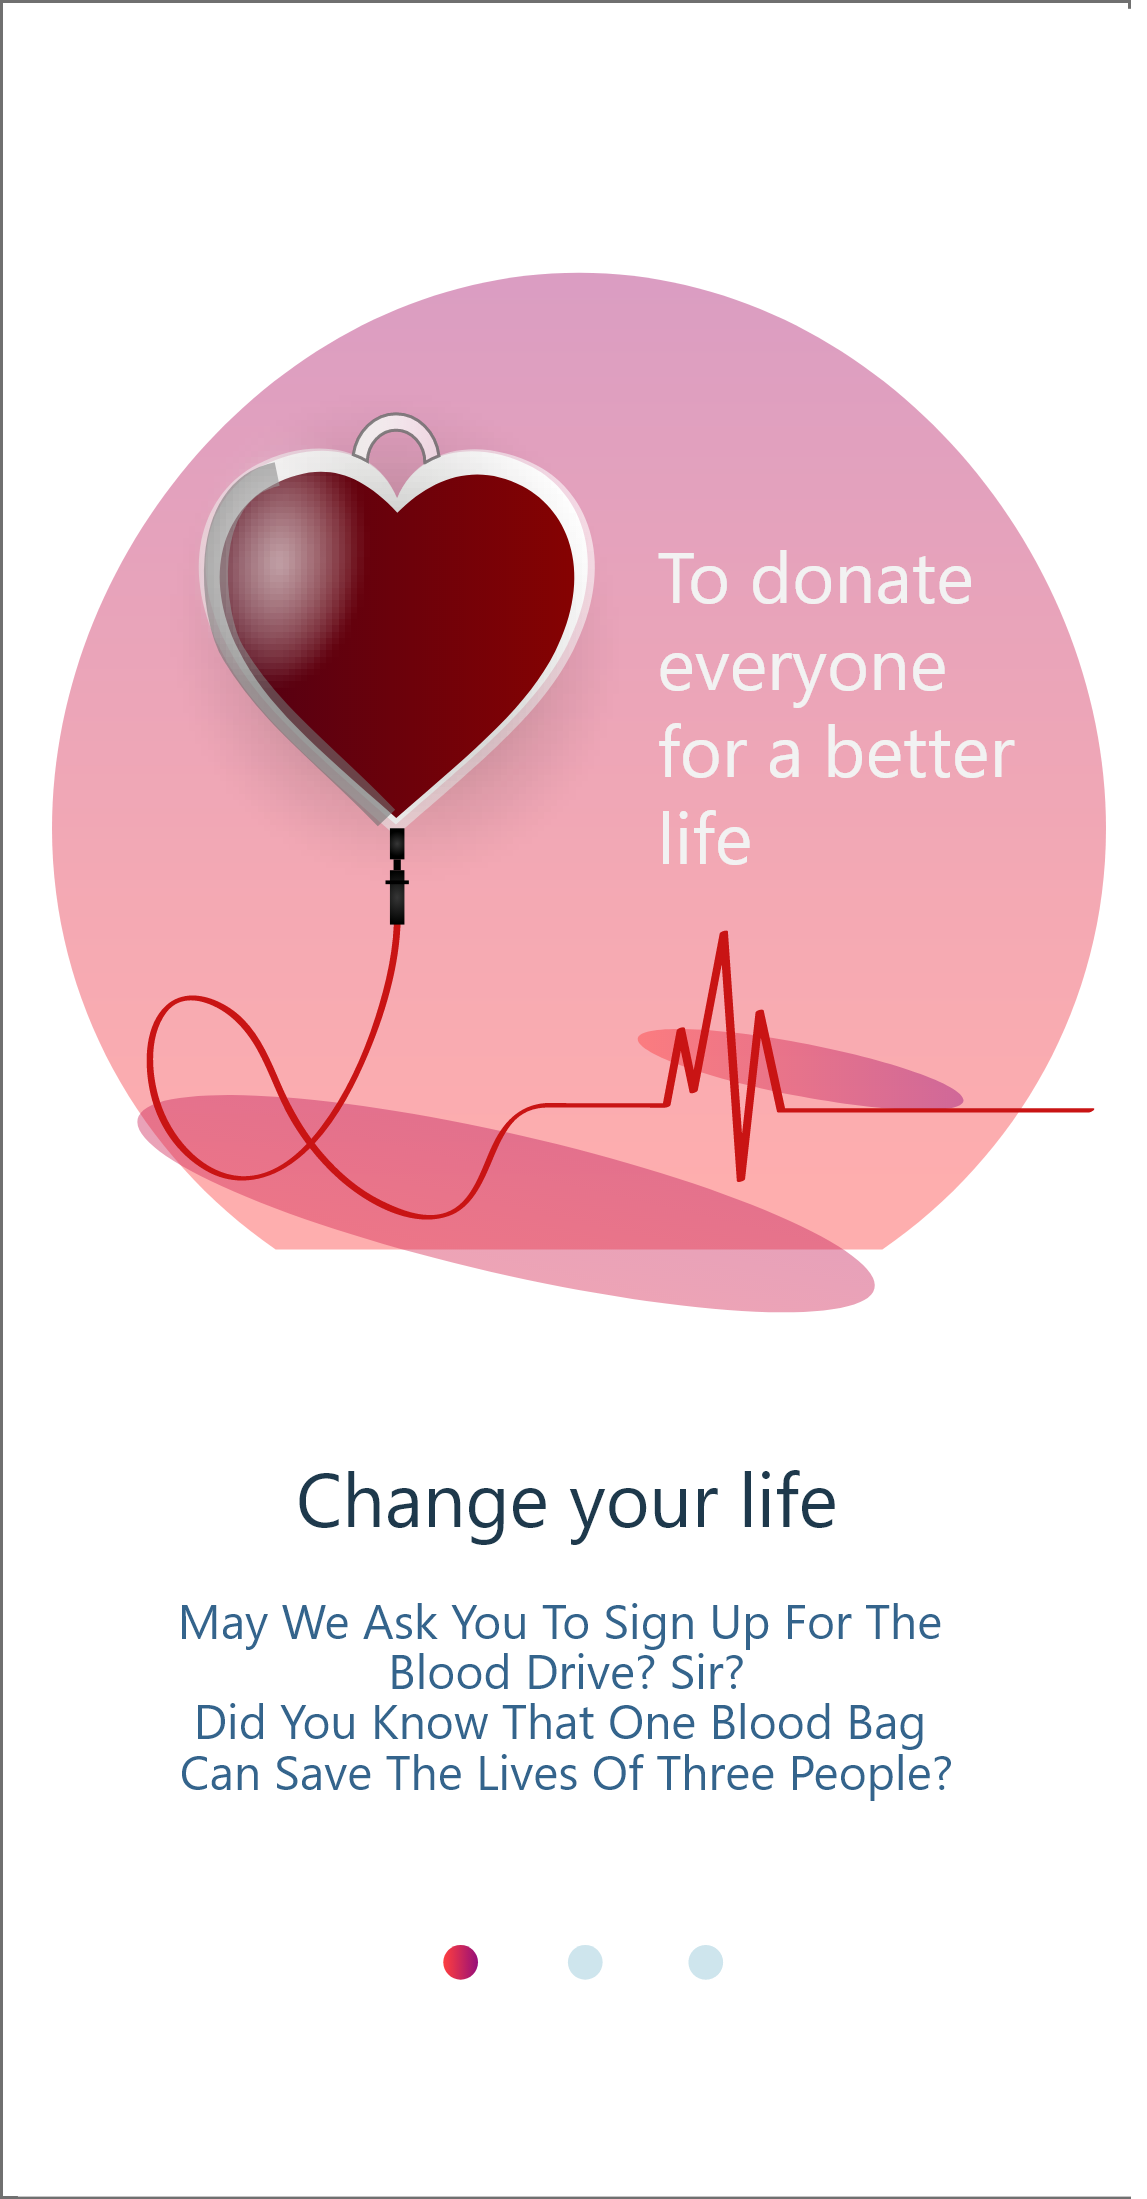 To donate
everyone
for a better
life
Change your life
May We Ask You To Sign Up For The
Blood Drive? Sir?
Did You Know That One Blood Bag
Can Save The Lives Of Three People?